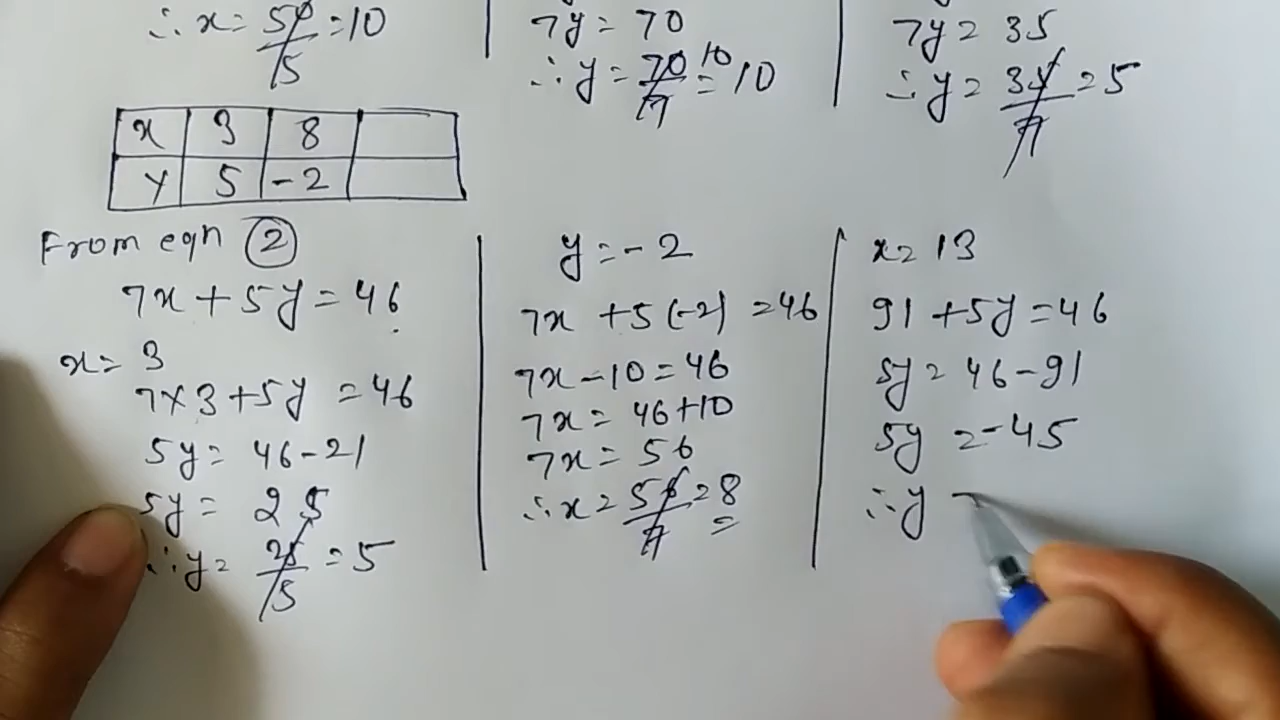 ∴ x = 50/5 = 10
7y = 70
∴ y = 70/7 = 10 10
7y = 35
∴ y = 35/7 = 5
x 3 8
y 5 -2
From eqn 2
7x + 5y = 46
x = 3
7x3 + 5y = 46
5y = 46 - 21
5y = 25
∴ y = 25/5 = 5
y = -2
7x + 5(-2) = 46
7x - 10 = 46
7x = 46 + 10
7x = 56
∴ x = 56/7 = 8
x = 13
91 + 5y = 46
5y = 46 - 91
5y = -45
∴ y